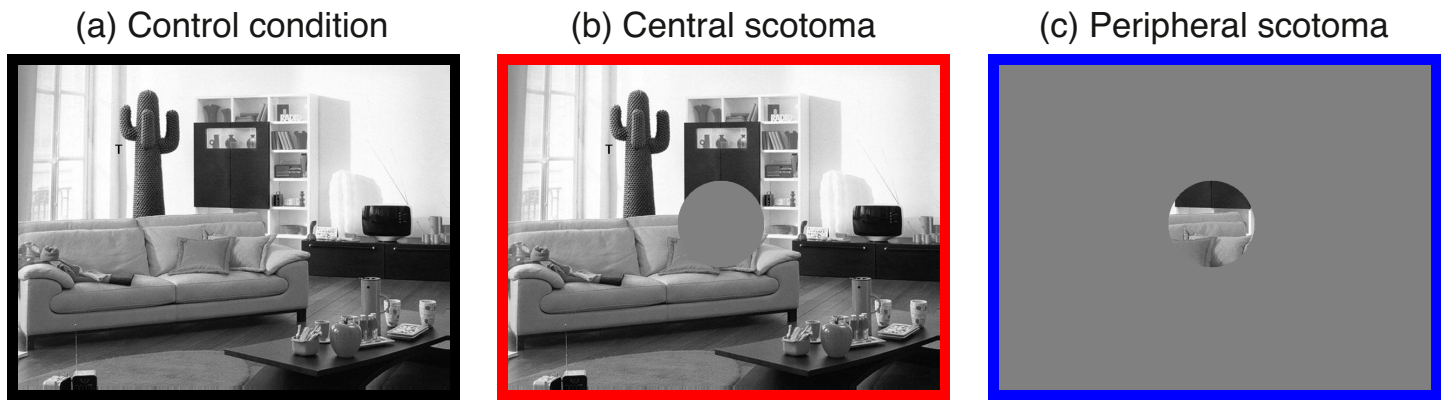 (a) Control condition
(b) Central scotoma
(c) Peripheral scotoma
T
T